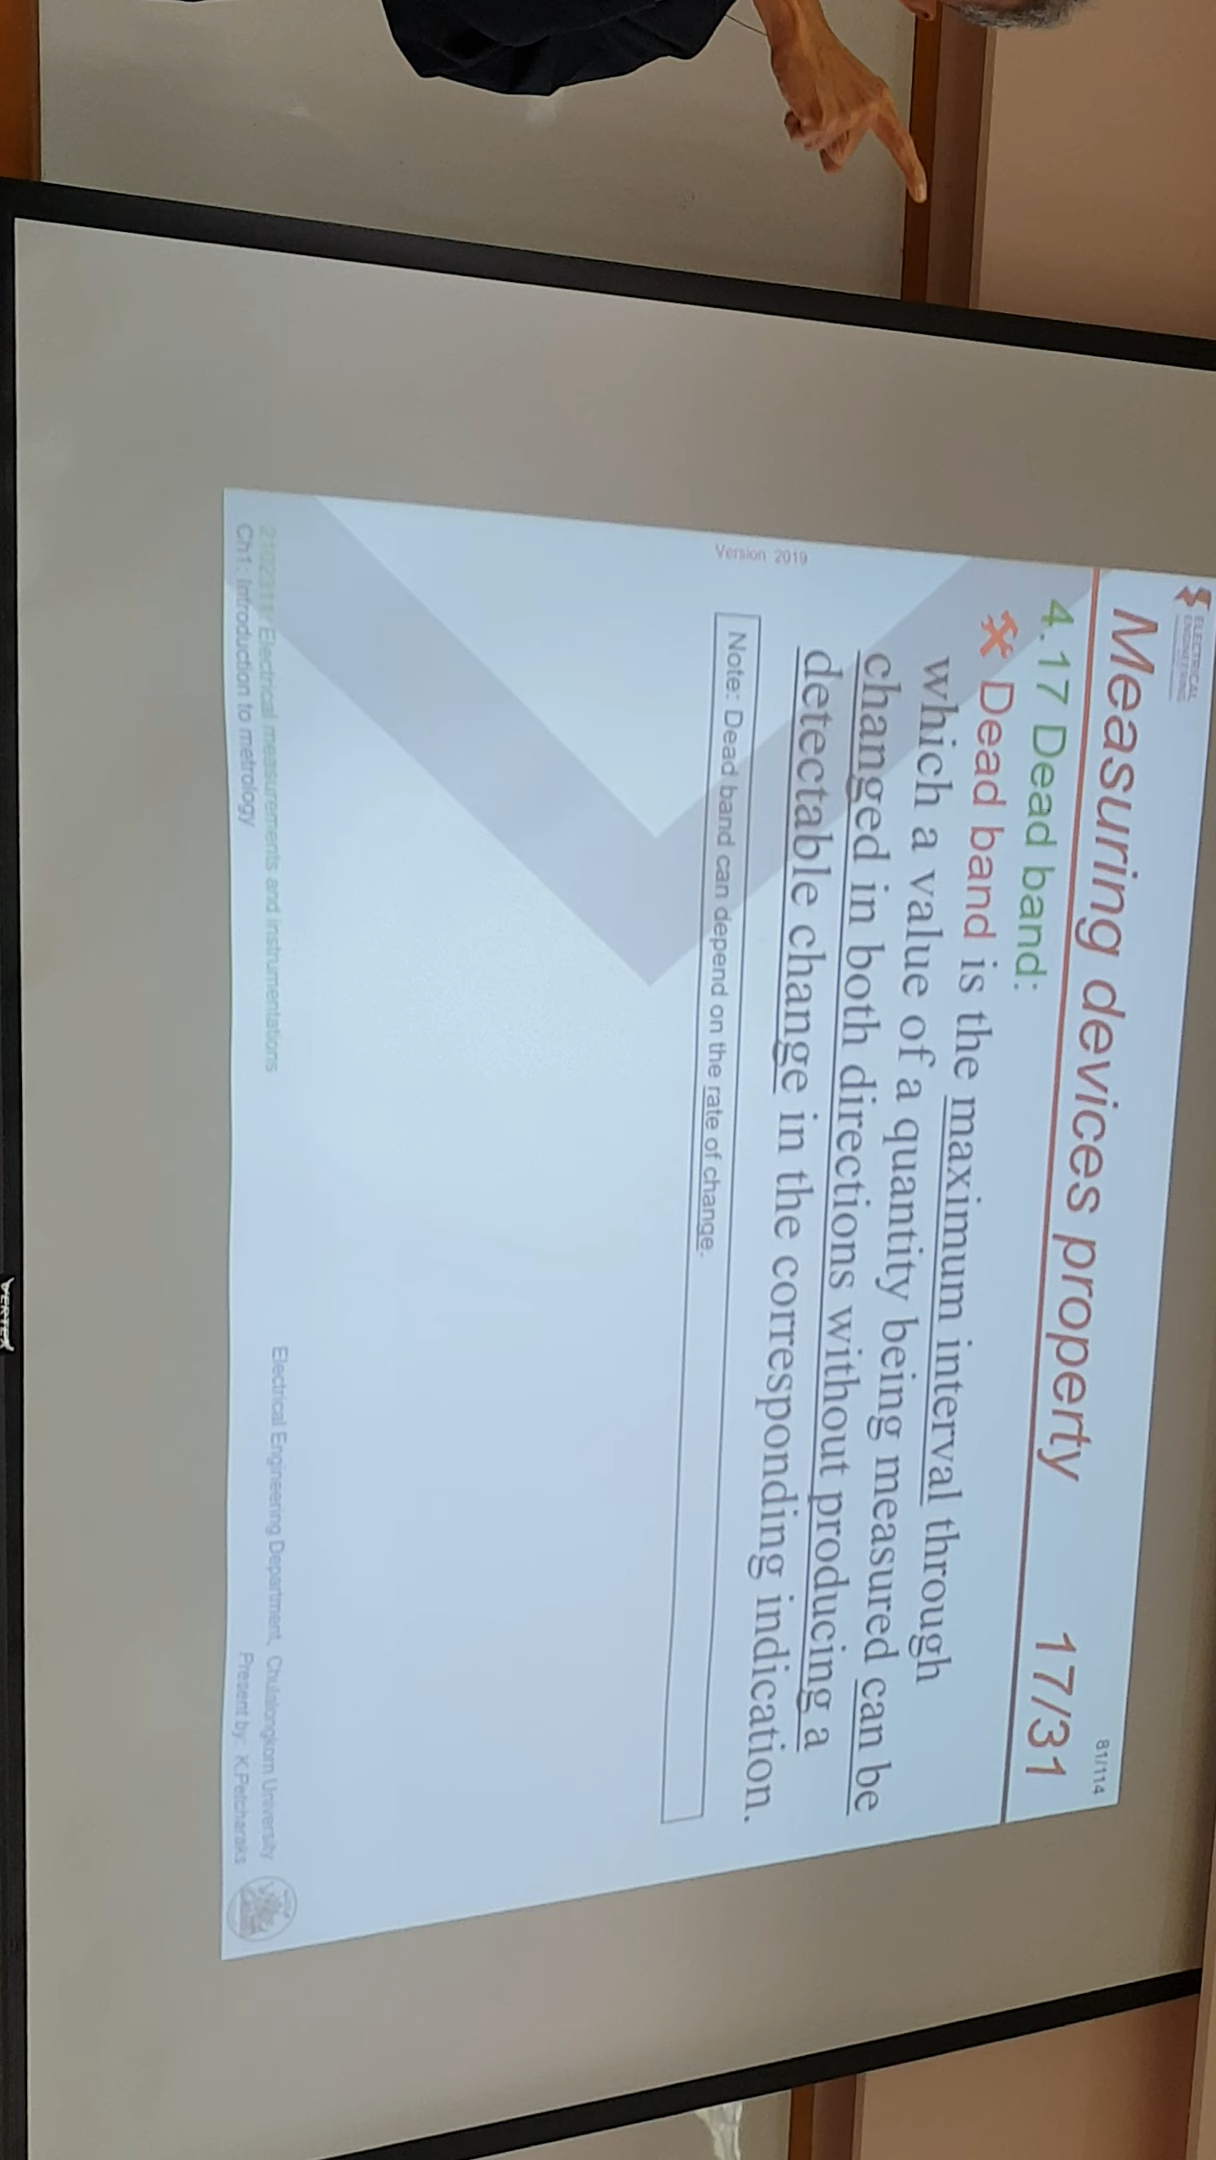 ELECTRICAL
ENGINEERING
81/114
Measuring devices property 17/31
4.17 Dead band:
Dead band is the maximum interval through
which a value of a quantity being measured can be
changed in both directions without producing a
detectable change in the corresponding indication.
Note: Dead band can depend on the rate of change.
Version 2019
2102311 Electrical measurements and instrumentations
Ch1: Introduction to metrology
Electrical Engineering Department, Chulalongkorn University
Present by: K.Petcharaks
VERTEX